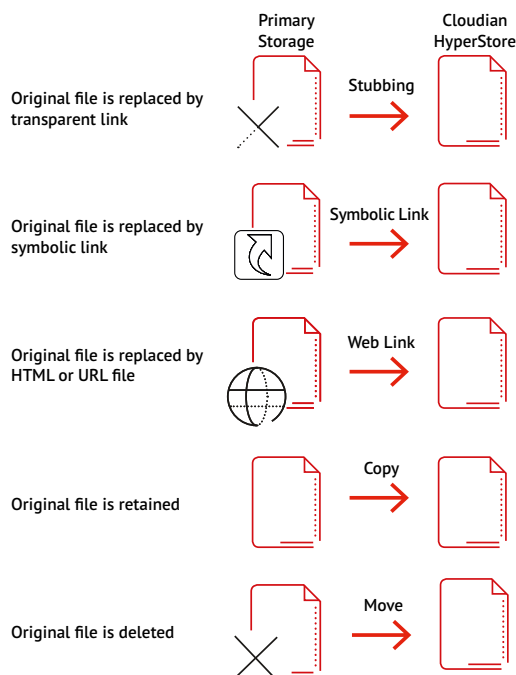 Primary
Storage
Cloudian
HyperStore
Original file is replaced by
transparent link
Stubbing
Original file is replaced by
symbolic link
Symbolic Link
Original file is replaced by
HTML or URL file
Web Link
Original file is retained
Copy
Original file is deleted
Move